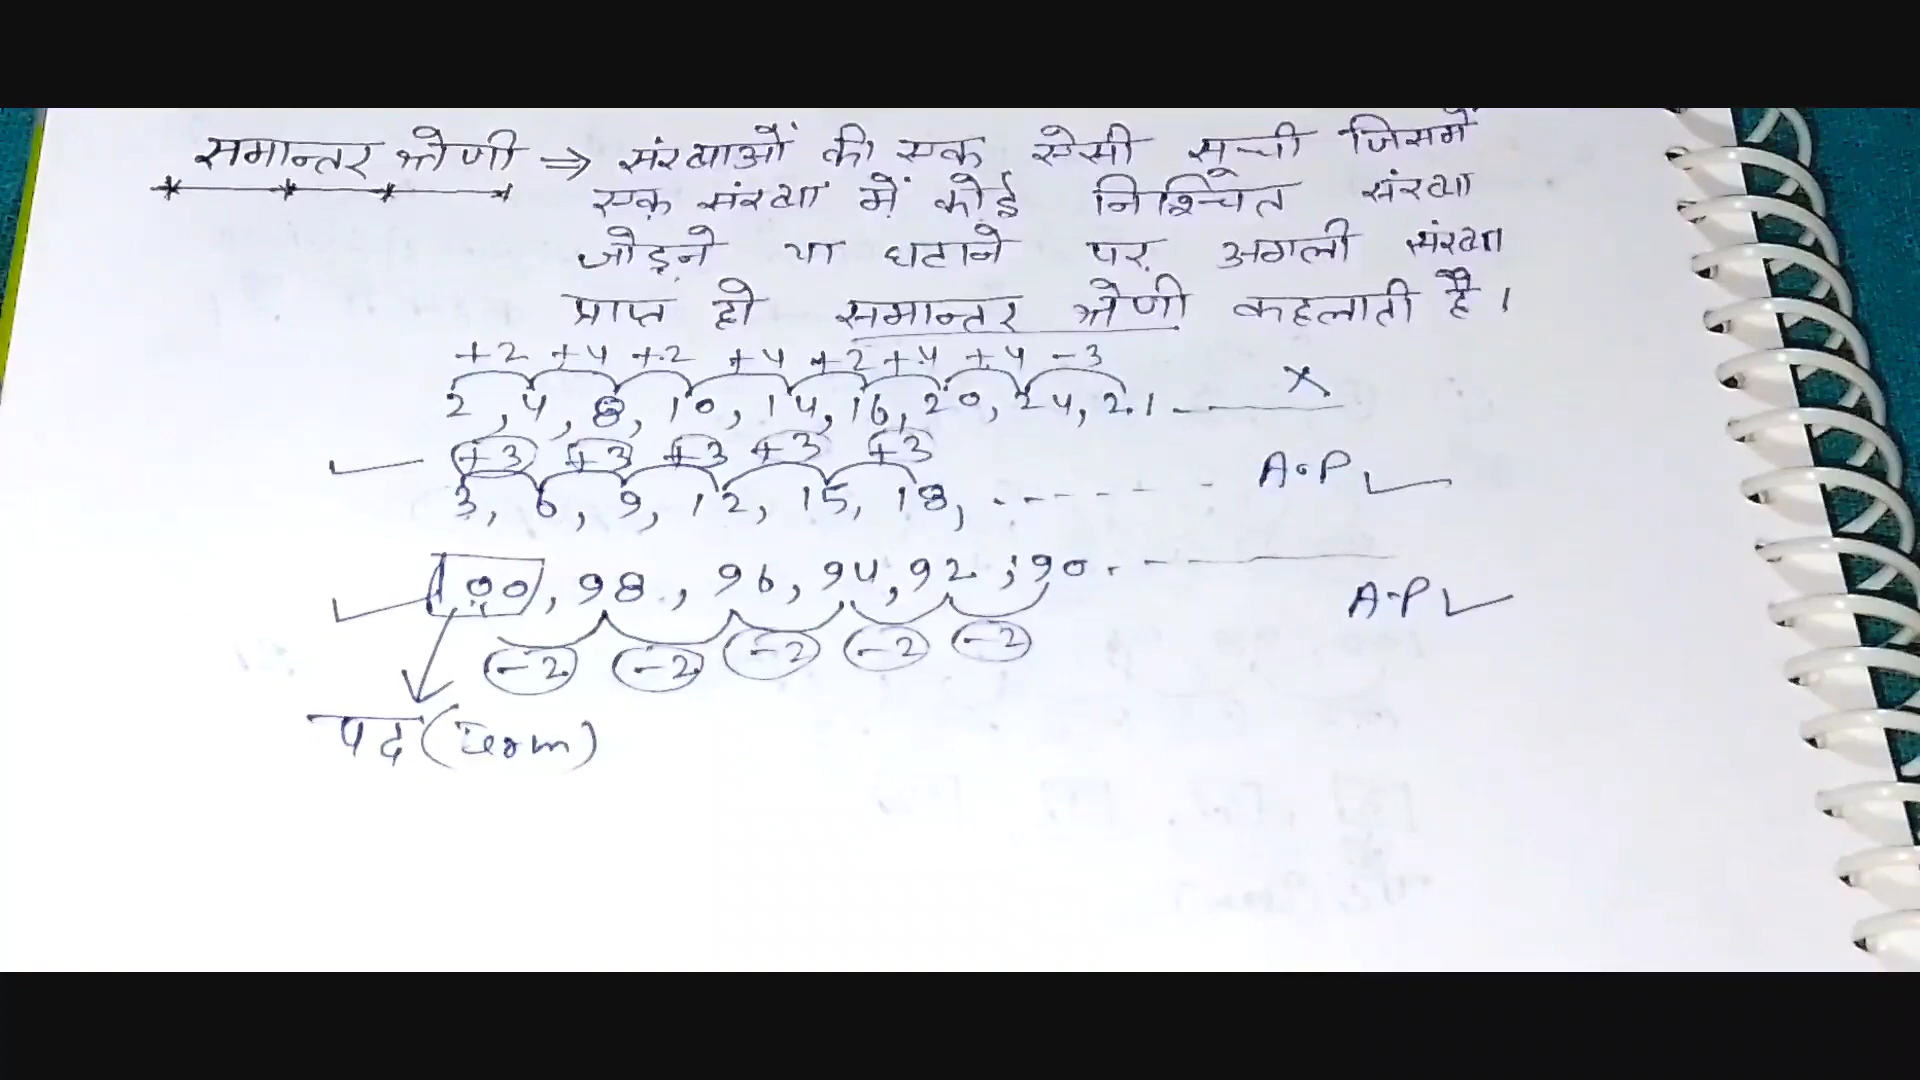 समान्तर श्रेणी ⇒ संख्याओं की एक ऐसी सूची जिसमें
एक संख्या में कोई निश्चित संख्या
जोड़ने या घटाने पर अगली संख्या
प्राप्त हो समान्तर श्रेणी कहलाती है।
+2 +4 +2 +4 +2 +4 +4 -3
2, 4, 8, 10, 14, 16, 20, 24, 21 ×
+3 +3 +3 +3 +3
3, 6, 9, 12, 15, 18, ------ A.P ✓
100, 98, 96, 94, 92, 90.-- A.P ✓
-2 -2 -2 -2 -2
पद (Term)